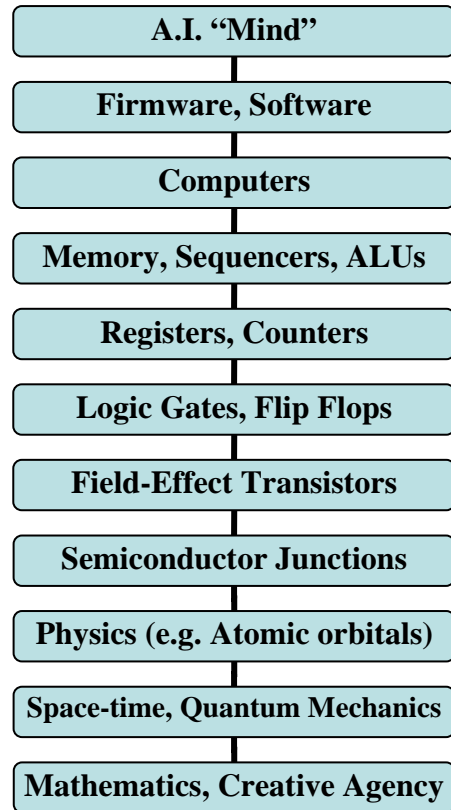 A.I. “Mind”
Firmware, Software
Computers
Memory, Sequencers, ALUs
Registers, Counters
Logic Gates, Flip Flops
Field-Effect Transistors
Semiconductor Junctions
Physics (e.g. Atomic orbitals)
Space-time, Quantum Mechanics
Mathematics, Creative Agency